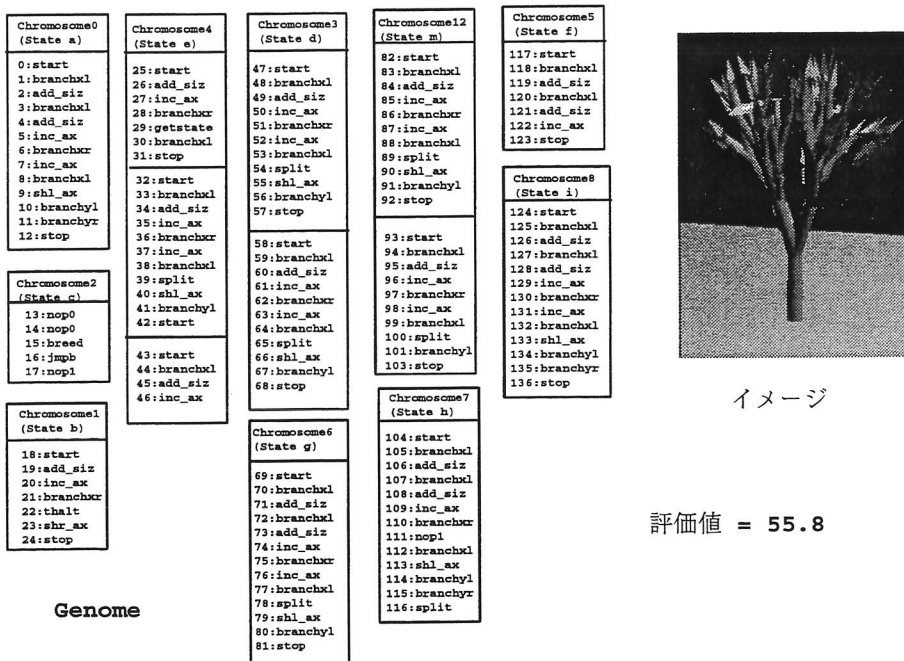 Chromosome0
(State a)
0:start
1:branchxl
2:add_siz
3:branchxl
4:add_siz
5:inc_ax
6:branchxr
7:inc_ax
8:branchxl
9:shl_ax
10:branchyl
11:branchyr
12:stop
Chromosome2
(State c)
13:nop0
14:nop0
15:breed
16:jmpb
17:nop1
Chromosome1
(State b)
18:start
19:add_siz
20:inc_ax
21:branchxr
22:thalt
23:shr_ax
24:stop
Chromosome4
(State e)
25:start
26:add_siz
27:inc_ax
28:branchxr
29:getstate
30:branchxl
31:stop
32:start
33:branchxl
34:add_siz
35:inc_ax
36:branchxr
37:inc_ax
38:branchxl
39:split
40:shl_ax
41:branchyl
42:start
43:start
44:branchxl
45:add_siz
46:inc_ax
Chromosome3
(State d)
47:start
48:branchxl
49:add_siz
50:inc_ax
51:branchxr
52:inc_ax
53:branchxl
54:split
55:shl_ax
56:branchyl
57:stop
58:start
59:branchxl
60:add_siz
61:inc_ax
62:branchxr
63:inc_ax
64:branchxl
65:split
66:shl_ax
67:branchyl
68:stop
Chromosome6
(State g)
69:start
70:branchxl
71:add_siz
72:branchxl
73:add_siz
74:inc_ax
75:branchxr
76:inc_ax
77:branchxl
78:split
79:shl_ax
80:branchyl
81:stop
Chromosome12
(State m)
82:start
83:branchxl
84:add_siz
85:inc_ax
86:branchxr
87:inc_ax
88:branchxl
89:split
90:shl_ax
91:branchyl
92:stop
93:start
94:branchxl
95:add_siz
96:inc_ax
97:branchxr
98:inc_ax
99:branchxl
100:split
101:branchyl
103:stop
Chromosome7
(State h)
104:start
105:branchxl
106:add_siz
107:branchxl
108:add_siz
109:inc_ax
110:branchxr
111:nop1
112:branchxl
113:shl_ax
114:branchyl
115:branchyr
116:split
Chromosome5
(State f)
117:start
118:branchxl
119:add_siz
120:branchxl
121:add_siz
122:inc_ax
123:stop
Chromosome8
(State i)
124:start
125:branchxl
126:add_siz
127:branchxl
128:add_siz
129:inc_ax
130:branchxr
131:inc_ax
132:branchxl
133:shl_ax
134:branchyl
135:branchyr
136:stop
イメージ
評価値 = 55.8
Genome